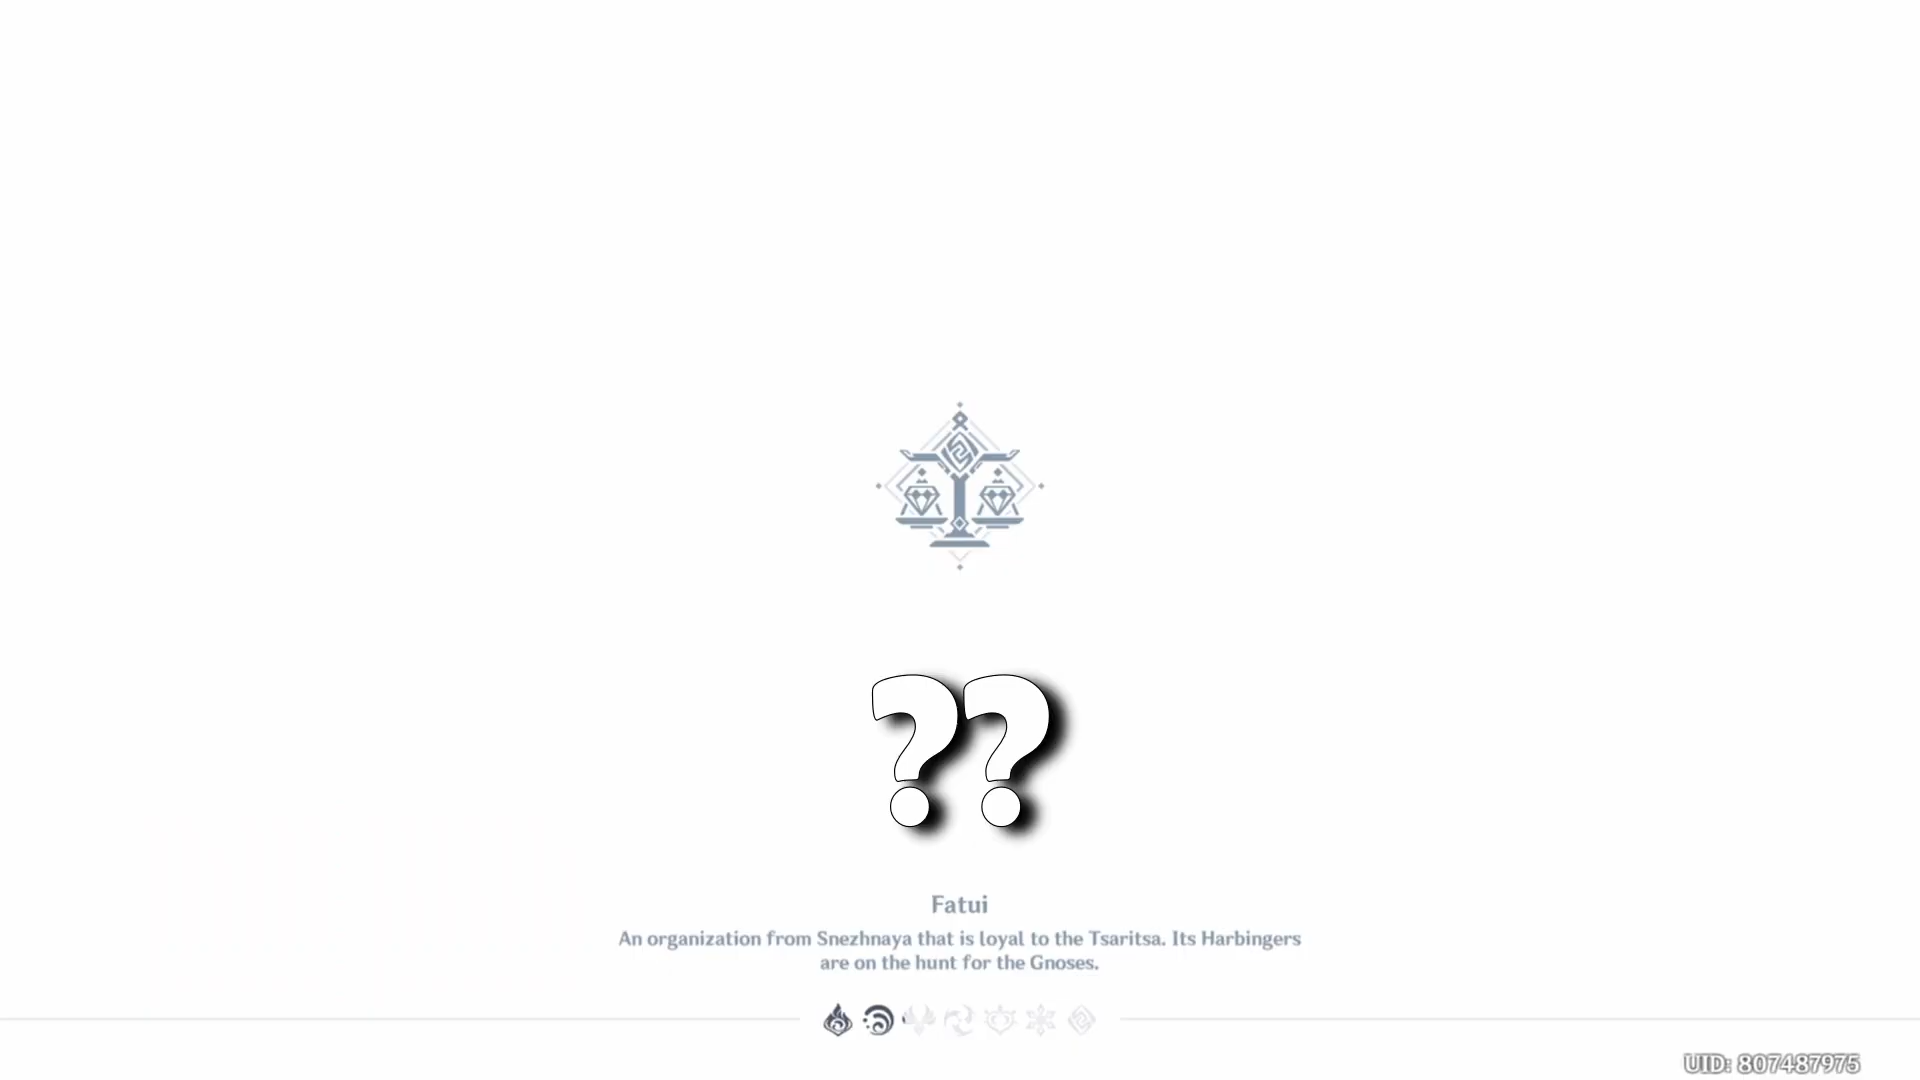 ??
Fatui
An organization from Snezhnaya that is loyal to the Tsaritsa. Its Harbingers
are on the hunt for the Gnoses.
UID: 807487975